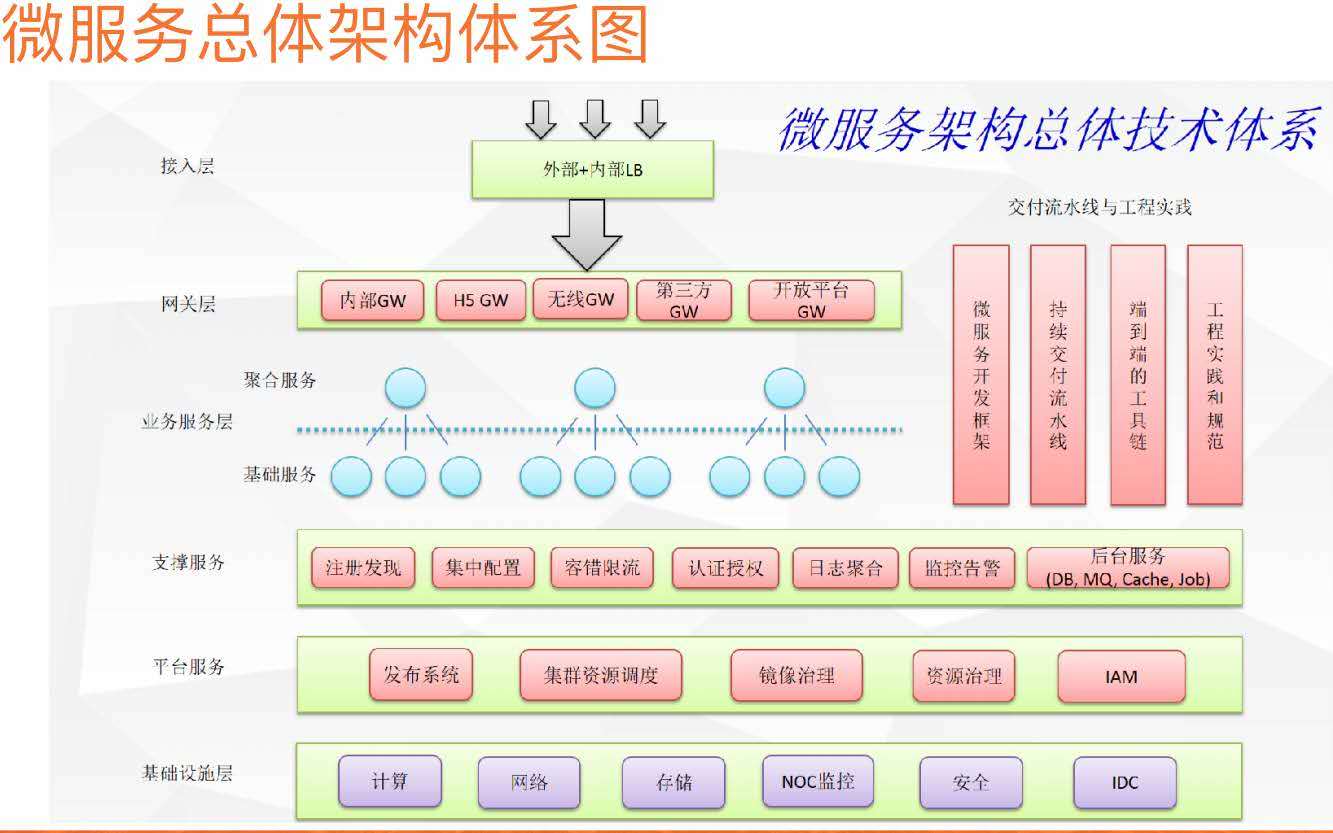 微服务总体架构体系图
微服务架构总体技术体系
接入层
外部+内部LB
交付流水线与工程实践
网关层
内部GW
H5 GW
无线GW
第三方
GW
开放平台
GW
微服务开发框架
持续交付流水线
端到端的工具链
工程实践和规范
聚合服务
业务服务层
基础服务
支撑服务
注册发现
集中配置
容错限流
认证授权
日志聚合
监控告警
后台服务
(DB, MQ, Cache, Job)
平台服务
发布系统
集群资源调度
镜像治理
资源治理
IAM
基础设施层
计算
网络
存储
NOC监控
安全
IDC